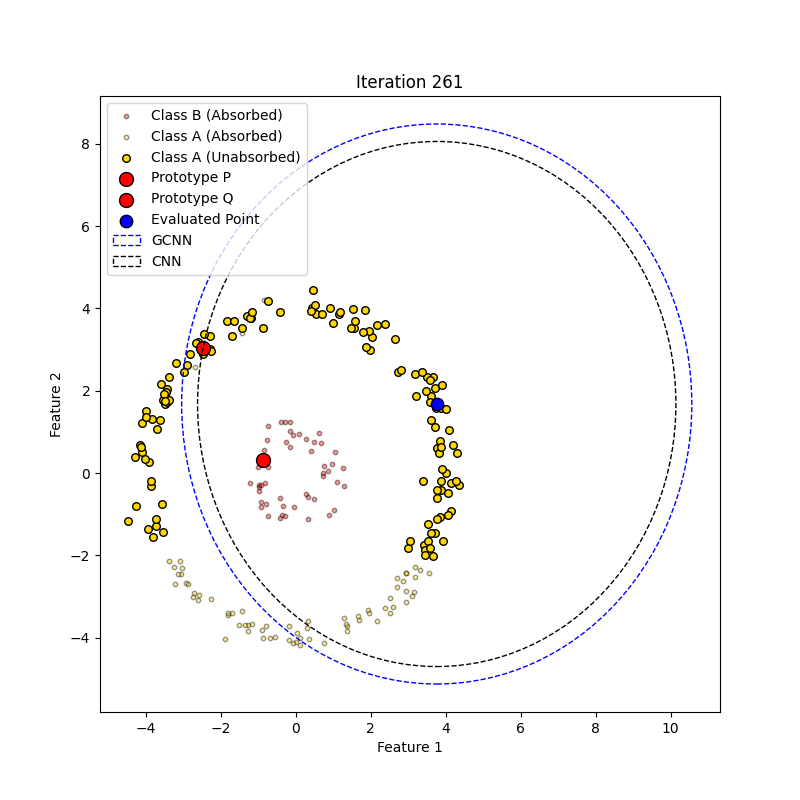 Iteration 261
Class B (Absorbed)
Class A (Absorbed)
Class A (Unabsorbed)
Prototype P
Prototype Q
Evaluated Point
GCNN
CNN
8
6
4
2
0
−2
−4
Feature 2
−4 −2 0 2 4 6 8 10
Feature 1